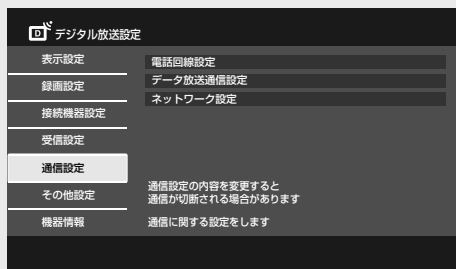 D デジタル放送設定
表示設定
録画設定
接続機器設定
受信設定
通信設定
その他設定
機器情報
電話回線設定
データ放送通信設定
ネットワーク設定
通信設定の内容を変更すると
通信が切断される場合があります
通信に関する設定をします